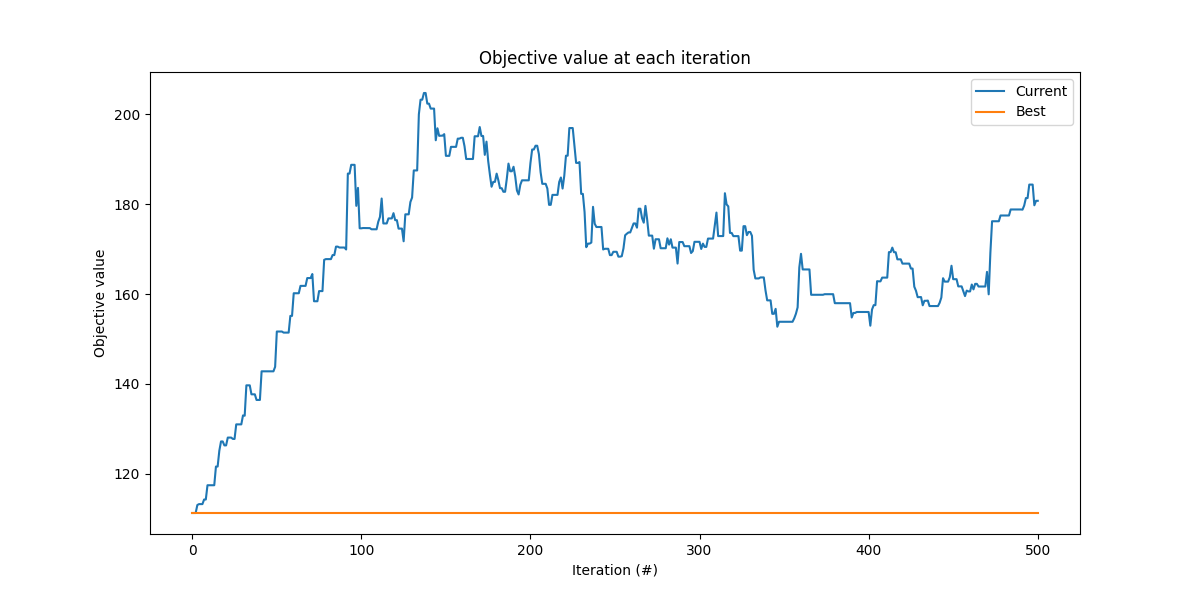 Objective value at each iteration
Current
Best
200
180
160
140
120
Objective value
0 100 200 300 400 500
Iteration (#)